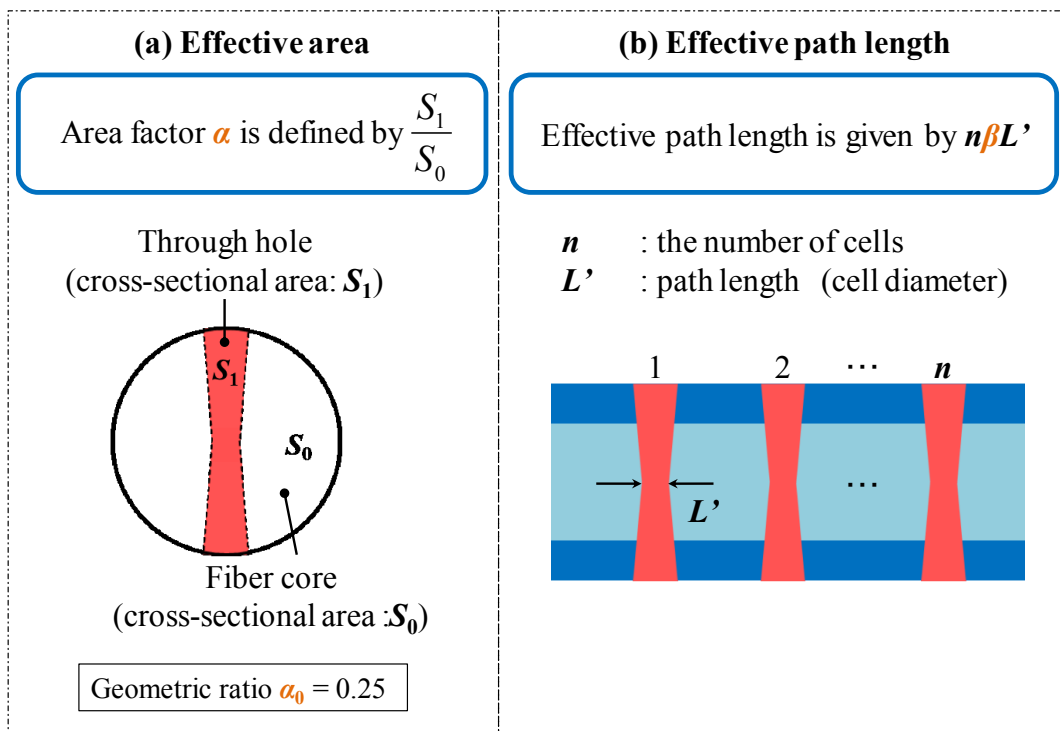 (a) Effective area
Area factor α is defined by S₁/S₀
Through hole
(cross-sectional area: S₁)
S₁
S₀
Fiber core
(cross-sectional area :S₀)
Geometric ratio α₀ = 0.25
(b) Effective path length
Effective path length is given by nβL’
n : the number of cells
L’ : path length (cell diameter)
1 2 ··· n
···
L’